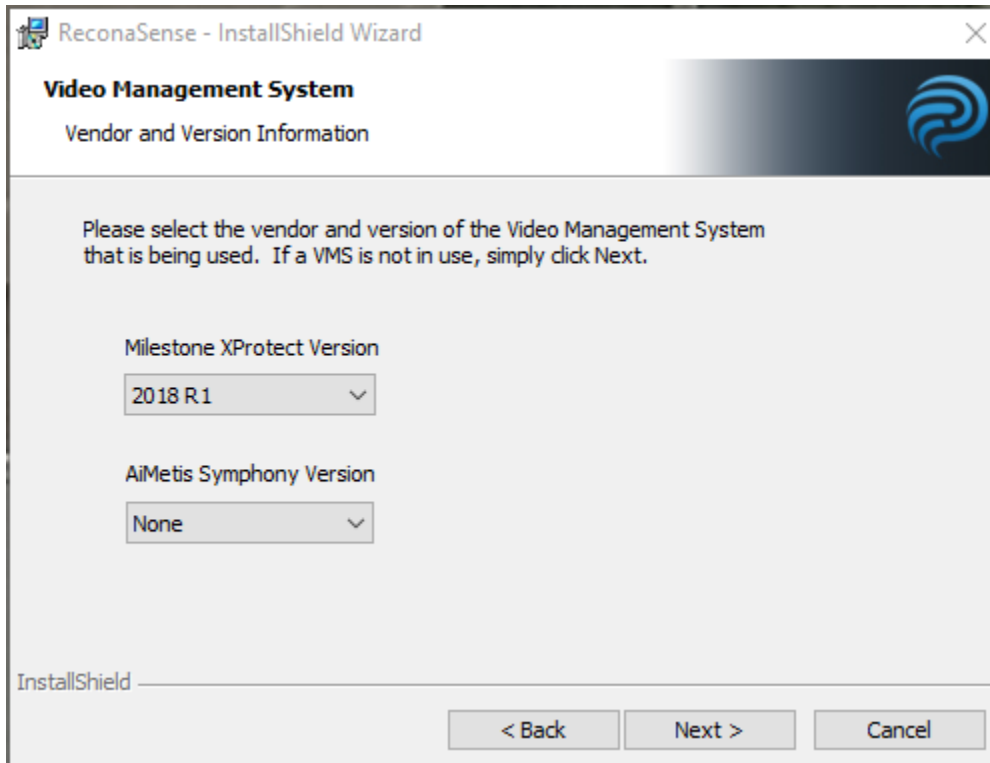 ReconaSense - InstallShield Wizard
Video Management System
Vendor and Version Information
Please select the vendor and version of the Video Management System
that is being used.  If a VMS is not in use, simply click Next.
Milestone XProtect Version
2018 R1
AiMetis Symphony Version
None
InstallShield
< Back
Next >
Cancel